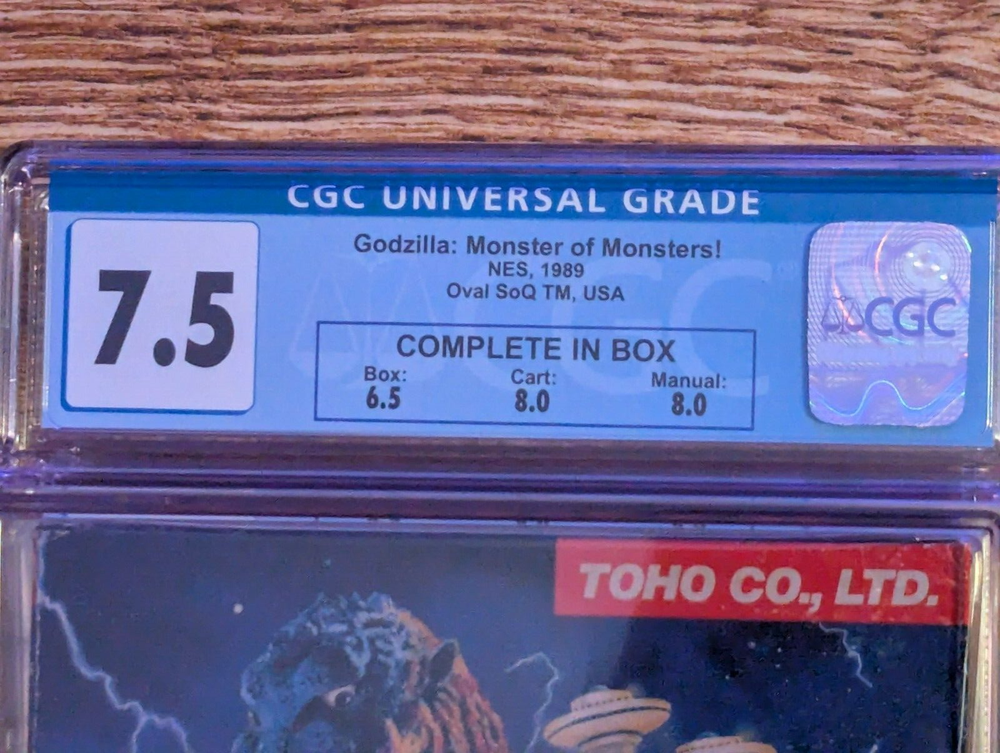 CGC UNIVERSAL GRADE
7.5
Godzilla: Monster of Monsters!
NES, 1989
Oval SoQ TM, USA
COMPLETE IN BOX
Box: Cart: Manual:
6.5 8.0 8.0
CGC
CGC
TOHO CO., LTD.